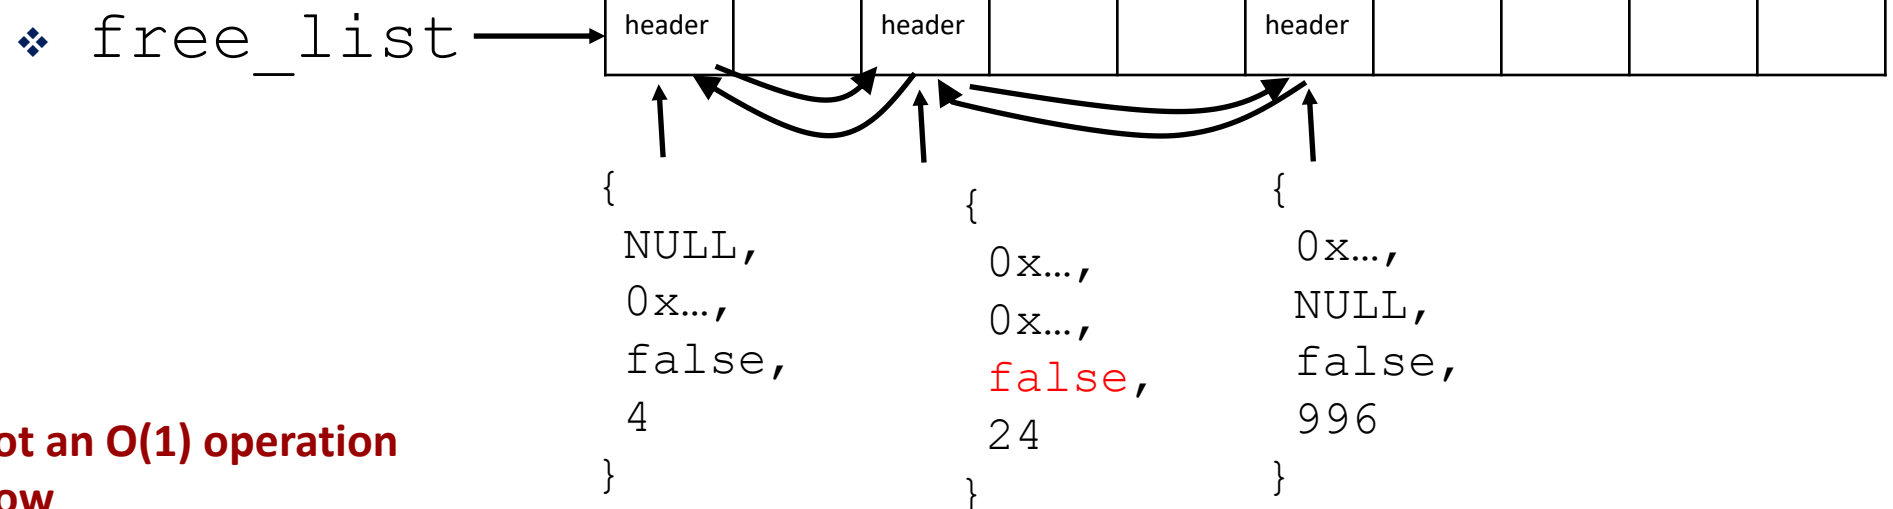 ❖ free_list
header
header
header
{
NULL,
0x…,
false,
4
}
{
0x…,
0x…,
false,
24
}
{
0x…,
NULL,
false,
996
}
ot an O(1) operation
ow